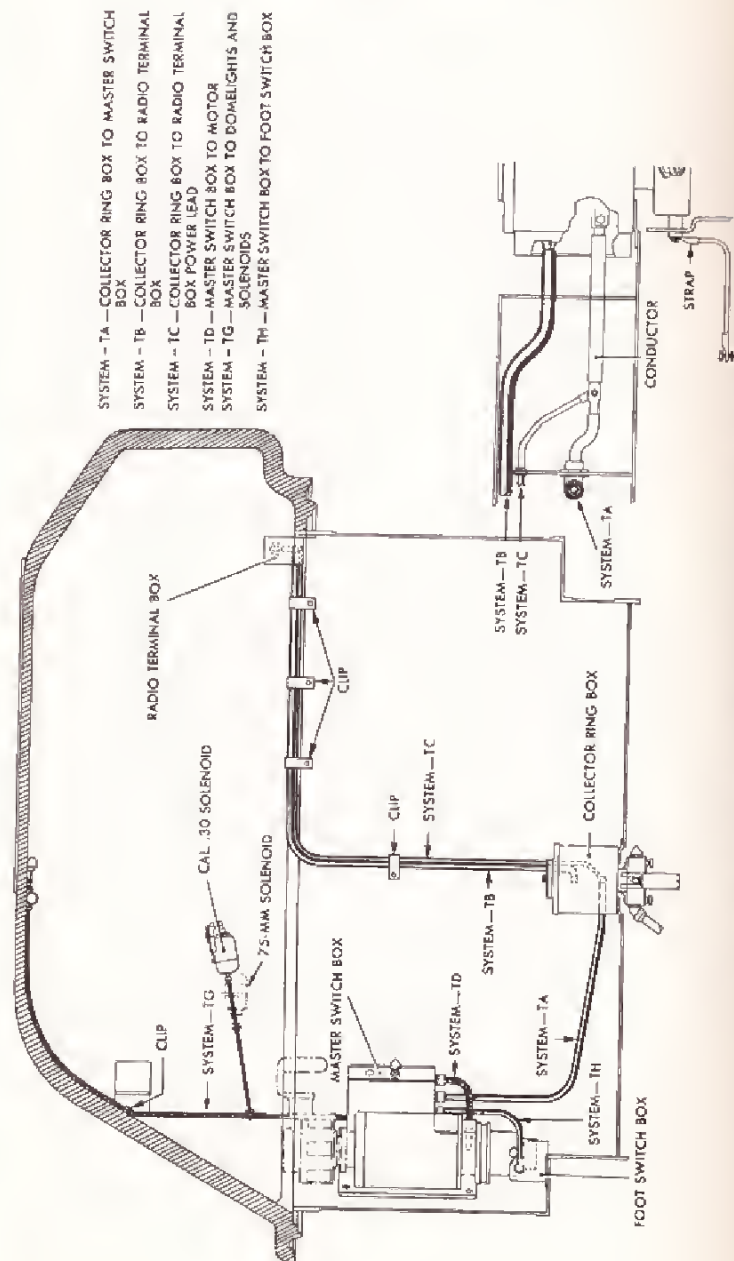 SYSTEM – TA — COLLECTOR RING BOX TO MASTER SWITCH
BOX
SYSTEM – TB — COLLECTOR RING BOX TO RADIO TERMINAL
BOX
SYSTEM – TC — COLLECTOR RING BOX TO RADIO TERMINAL
BOX POWER LEAD
SYSTEM – TD — MASTER SWITCH BOX TO MOTOR
SYSTEM – TG — MASTER SWITCH BOX TO DOMELIGHTS AND
SOLENOIDS
SYSTEM – TH — MASTER SWITCH BOX TO FOOT SWITCH BOX
RADIO TERMINAL BOX
CAL .30 SOLENOID
75-MM SOLENOID
CLIP
SYSTEM—TG
CLIP
MASTER SWITCH BOX
CLIP
SYSTEM—TC
SYSTEM—TB
SYSTEM—TD
SYSTEM—TA
SYSTEM—TH
COLLECTOR RING BOX
FOOT SWITCH BOX
SYSTEM—TB
SYSTEM—TC
SYSTEM—TA
CONDUCTOR
STRAP